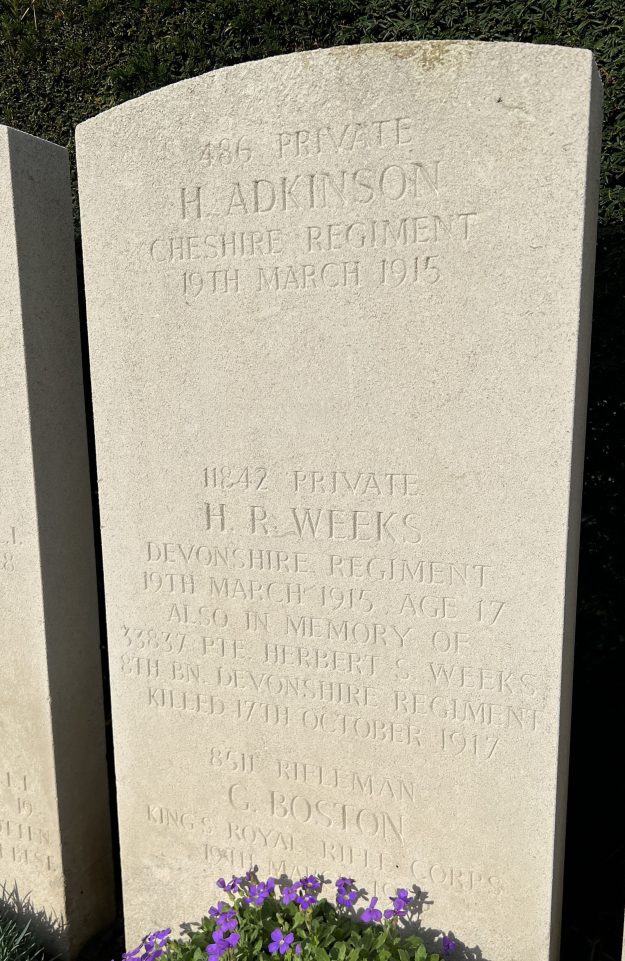 486 PRIVATE
H. ADKINSON
CHESHIRE REGIMENT
19TH MARCH 1915
11842 PRIVATE
H. R. WEEKS
DEVONSHIRE REGIMENT
19TH MARCH 1915 AGE 17
ALSO IN MEMORY OF
33837 PTE. HERBERT S. WEEKS
8TH BN. DEVONSHIRE REGIMENT
KILLED 17TH OCTOBER 1917
8511 RIFLEMAN
G. BOSTON
KING'S ROYAL RIFLE CORPS
19TH